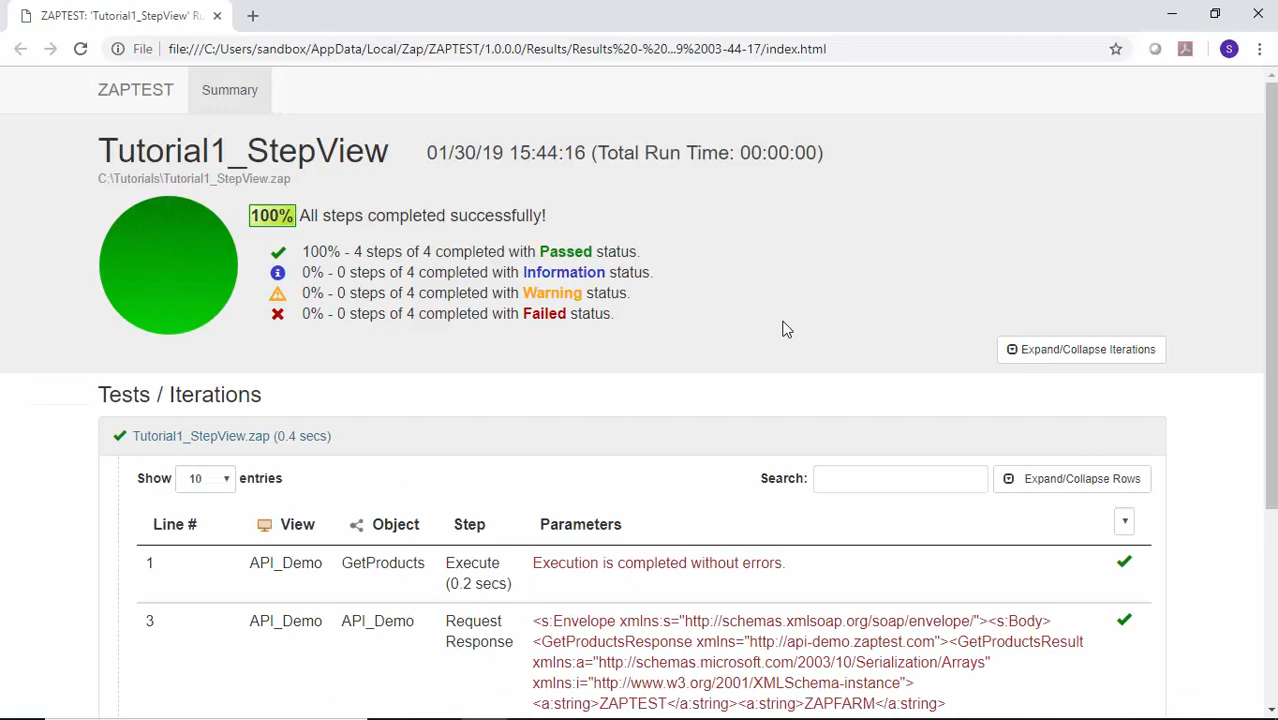 ZAPTEST: 'Tutorial1_StepView' Ru
File file:///C:/Users/sandbox/AppData/Local/Zap/ZAPTEST/1.0.0.0/Results/Results%20-%20...9%2003-44-17/index.html S
ZAPTEST Summary
Tutorial1_StepView 01/30/19 15:44:16 (Total Run Time: 00:00:00)
C:\Tutorials\Tutorial1_StepView.zap
100% All steps completed successfully!
100% - 4 steps of 4 completed with Passed status.
0% - 0 steps of 4 completed with Information status.
0% - 0 steps of 4 completed with Warning status.
0% - 0 steps of 4 completed with Failed status.
Expand/Collapse Iterations
Tests / Iterations
Tutorial1_StepView.zap (0.4 secs)
Show 10 entries Search: Expand/Collapse Rows
Line # View Object Step Parameters
1 API_Demo GetProducts Execute Execution is completed without errors.
(0.2 secs)
3 API_Demo API_Demo Request <s:Envelope xmlns:s="http://schemas.xmlsoap.org/soap/envelope/"><s:Body>
Response <GetProductsResponse xmlns="http://api-demo.zaptest.com"><GetProductsResult
xmlns:a="http://schemas.microsoft.com/2003/10/Serialization/Arrays"
xmlns:i="http://www.w3.org/2001/XMLSchema-instance">
<a:string>ZAPTEST</a:string><a:string>ZAPFARM</a:string>